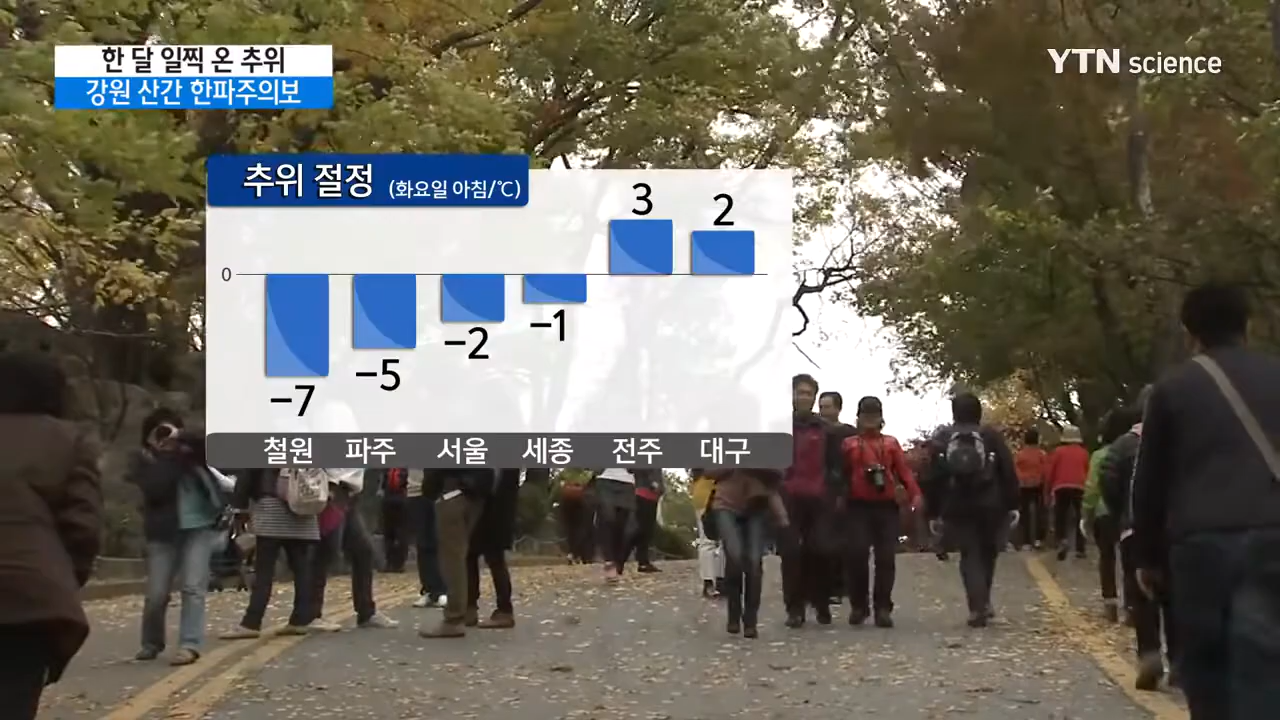 한 달 일찍 온 추위
강원 산간 한파주의보
YTN science
추위 절정 (화요일 아침/℃)
3 2
0
-7 -5 -2 -1
철원 파주 서울 세종 전주 대구